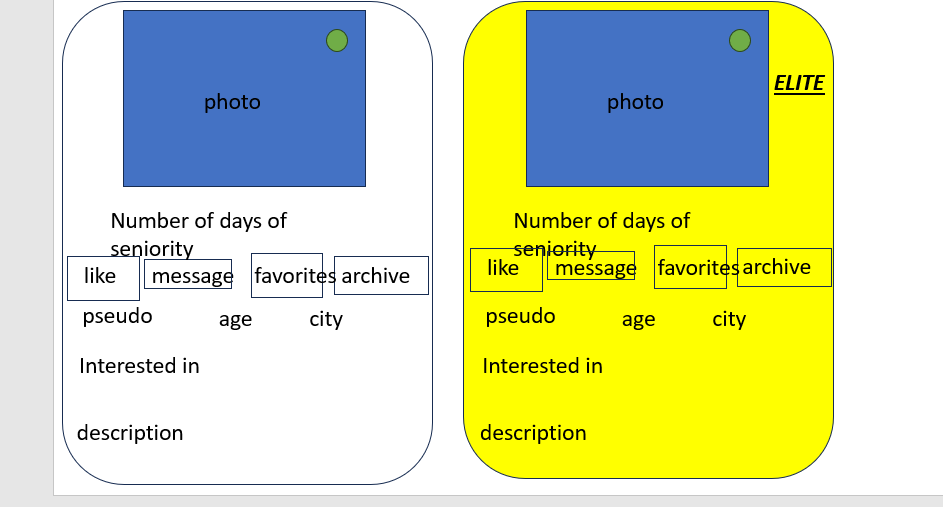 photo
Number of days of
seniority
like message favorites archive
pseudo age city
Interested in
description
photo
ELITE
Number of days of
seniority
like message favorites archive
pseudo age city
Interested in
description